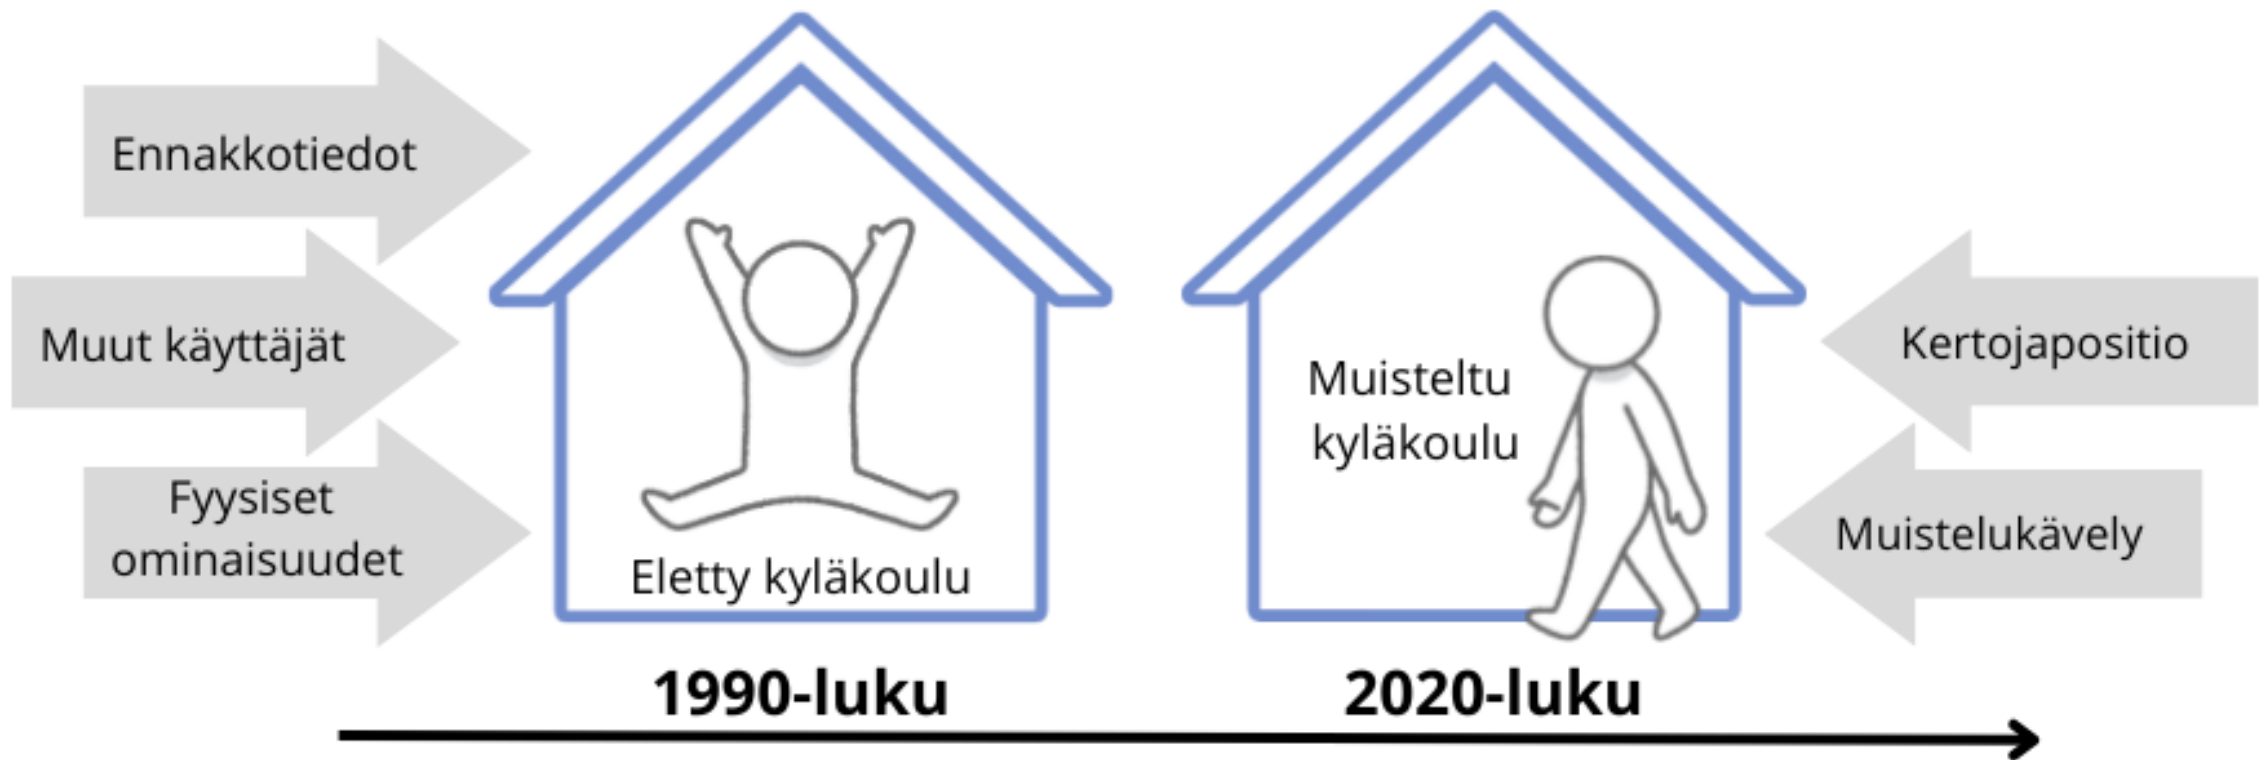 Ennakkotiedot
Muut käyttäjät
Fyysiset
ominaisuudet
Eletty kyläkoulu
Muisteltu
kyläkoulu
Kertojapositio
Muistelukävely
1990-luku
2020-luku